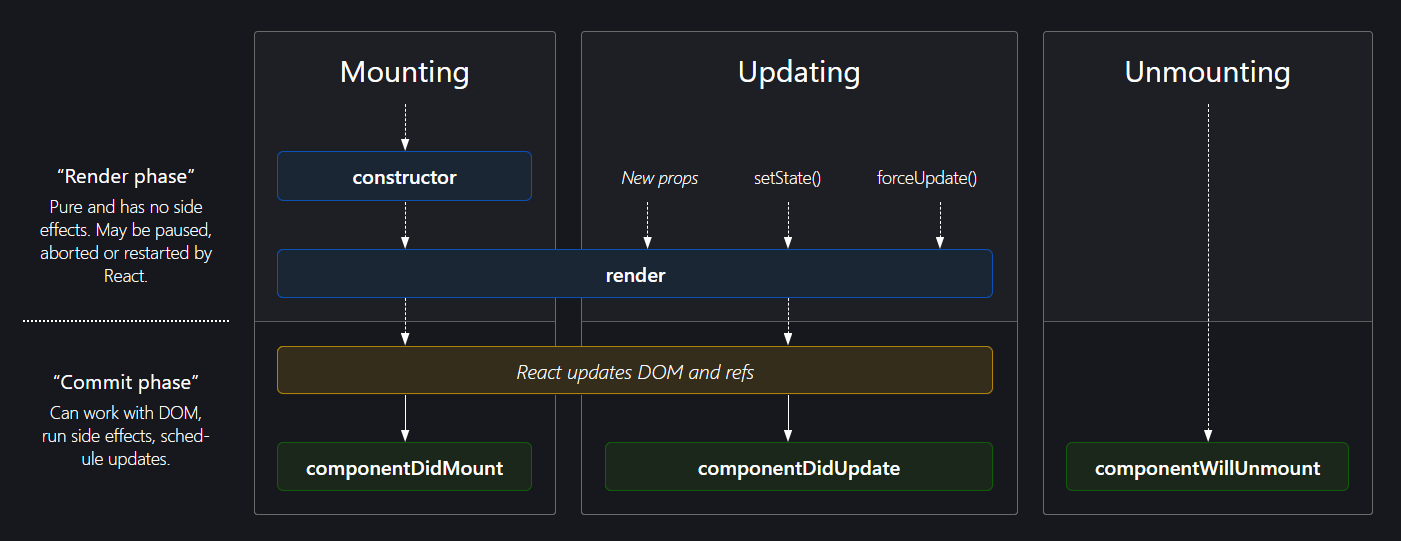 Mounting
Updating
Unmounting
“Render phase”
Pure and has no side
effects. May be paused,
aborted or restarted by
React.
constructor
New props
setState()
forceUpdate()
render
“Commit phase”
Can work with DOM,
run side effects, sched-
ule updates.
React updates DOM and refs
componentDidMount
componentDidUpdate
componentWillUnmount